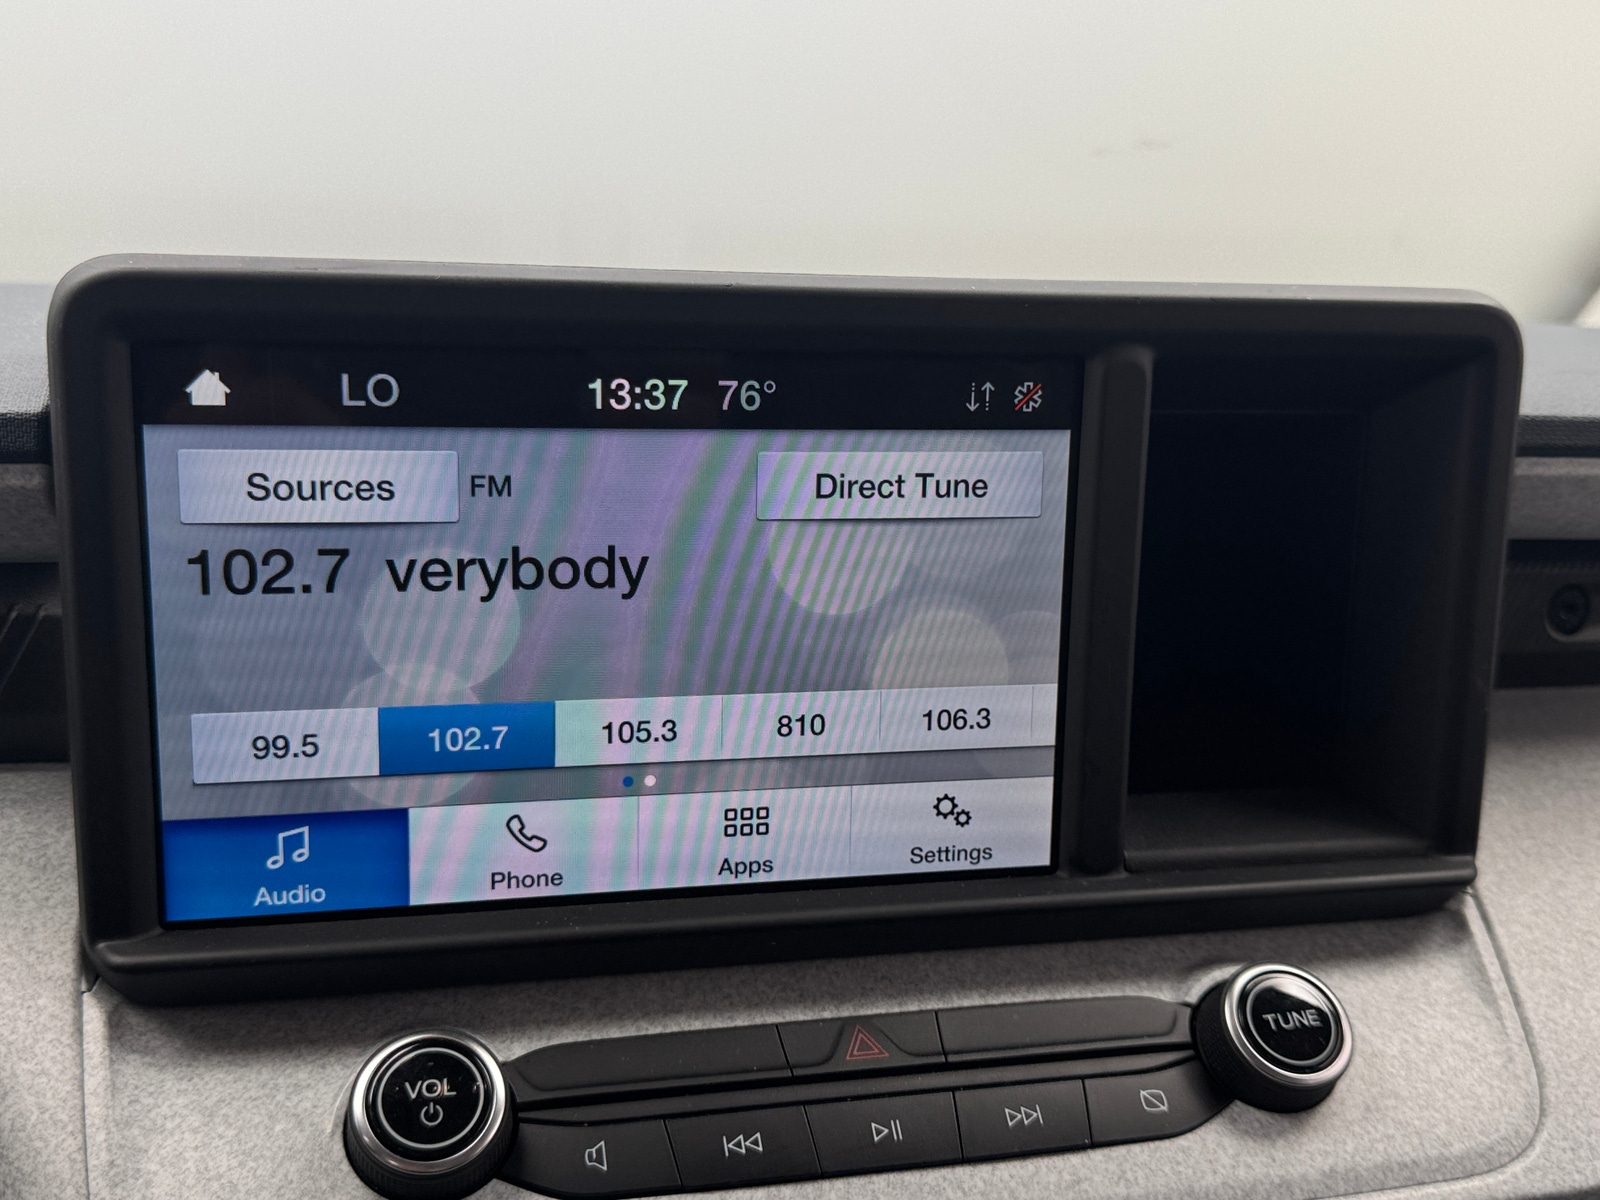 LO 13:37 76°
Sources FM Direct Tune
102.7 verybody
99.5 102.7 105.3 810 106.3
Audio Phone Apps Settings
VOL
TUNE